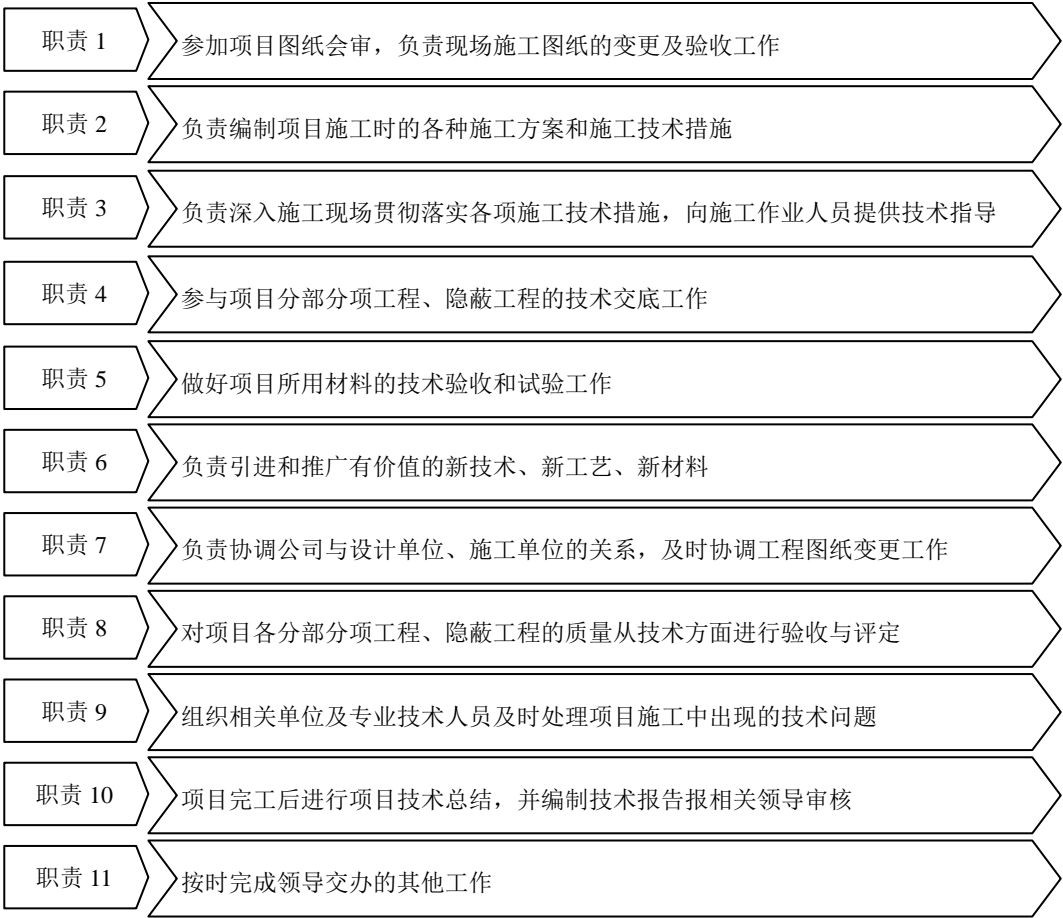 职责 1
参加项目图纸会审，负责现场施工图纸的变更及验收工作
职责 2
负责编制项目施工时的各种施工方案和施工技术措施
职责 3
负责深入施工现场贯彻落实各项施工技术措施，向施工作业人员提供技术指导
职责 4
参与项目分部分项工程、隐蔽工程的技术交底工作
职责 5
做好项目所用材料的技术验收和试验工作
职责 6
负责引进和推广有价值的新技术、新工艺、新材料
职责 7
负责协调公司与设计单位、施工单位的关系，及时协调工程图纸变更工作
职责 8
对项目各分部分项工程、隐蔽工程的质量从技术方面进行验收与评定
职责 9
组织相关单位及专业技术人员及时处理项目施工中出现的技术问题
职责 10
项目完工后进行项目技术总结，并编制技术报告报相关领导审核
职责 11
按时完成领导交办的其他工作